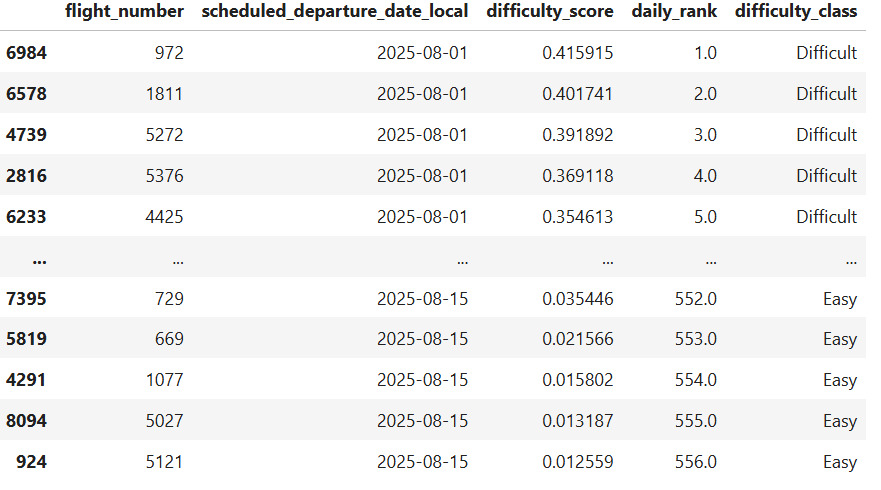 flight_number scheduled_departure_date_local difficulty_score daily_rank difficulty_class
6984 972 2025-08-01 0.415915 1.0 Difficult
6578 1811 2025-08-01 0.401741 2.0 Difficult
4739 5272 2025-08-01 0.391892 3.0 Difficult
2816 5376 2025-08-01 0.369118 4.0 Difficult
6233 4425 2025-08-01 0.354613 5.0 Difficult
... ... ... ... ... ...
7395 729 2025-08-15 0.035446 552.0 Easy
5819 669 2025-08-15 0.021566 553.0 Easy
4291 1077 2025-08-15 0.015802 554.0 Easy
8094 5027 2025-08-15 0.013187 555.0 Easy
924 5121 2025-08-15 0.012559 556.0 Easy